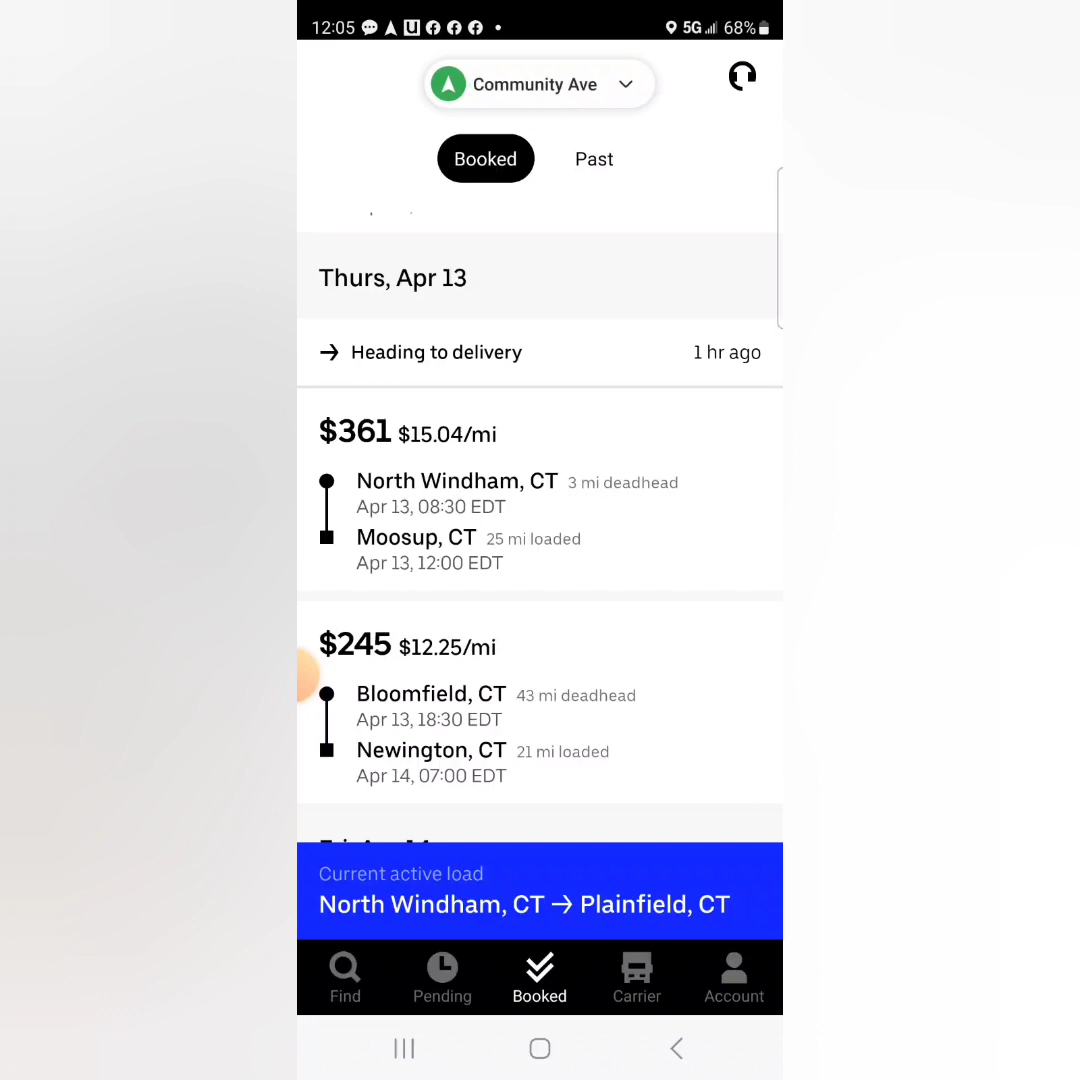 12:05 5G 68%
Community Ave
Booked Past
Thurs, Apr 13
Heading to delivery 1 hr ago
$361 $15.04/mi
North Windham, CT 3 mi deadhead
Apr 13, 08:30 EDT
Moosup, CT 25 mi loaded
Apr 13, 12:00 EDT
$245 $12.25/mi
Bloomfield, CT 43 mi deadhead
Apr 13, 18:30 EDT
Newington, CT 21 mi loaded
Apr 14, 07:00 EDT
Current active load
North Windham, CT → Plainfield, CT
Find Pending Booked Carrier Account